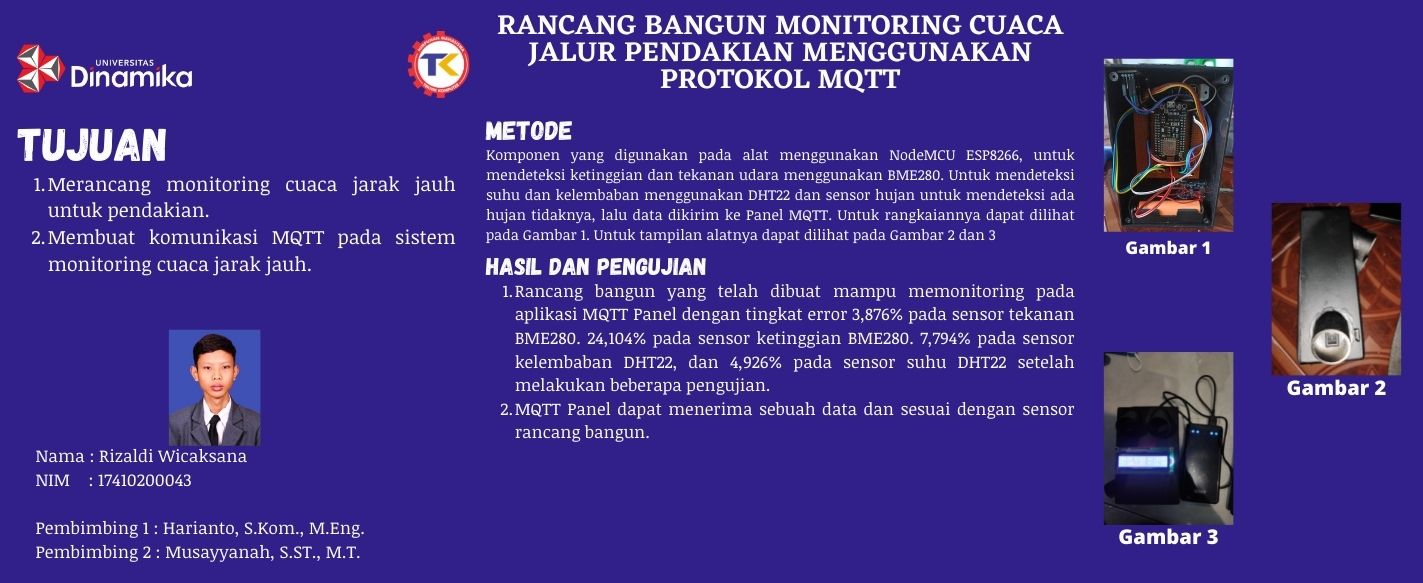 UNIVERSITAS
Dinamika
TK
RANCANG BANGUN MONITORING CUACA
JALUR PENDAKIAN MENGGUNAKAN
PROTOKOL MQTT
TUJUAN
1. Merancang monitoring cuaca jarak jauh
untuk pendakian.
2. Membuat komunikasi MQTT pada sistem
monitoring cuaca jarak jauh.
Nama : Rizaldi Wicaksana
NIM : 17410200043
Pembimbing 1 : Harianto, S.Kom., M.Eng.
Pembimbing 2 : Musayyanah, S.ST., M.T.
METODE
Komponen yang digunakan pada alat menggunakan NodeMCU ESP8266, untuk
mendeteksi ketinggian dan tekanan udara menggunakan BME280. Untuk mendeteksi
suhu dan kelembaban menggunakan DHT22 dan sensor hujan untuk mendeteksi ada
hujan tidaknya, lalu data dikirim ke Panel MQTT. Untuk rangkaiannya dapat dilihat
pada Gambar 1. Untuk tampilan alatnya dapat dilihat pada Gambar 2 dan 3
HASIL DAN PENGUJIAN
1. Rancang bangun yang telah dibuat mampu memonitoring pada
aplikasi MQTT Panel dengan tingkat error 3,876% pada sensor tekanan
BME280. 24,104% pada sensor ketinggian BME280. 7,794% pada sensor
kelembaban DHT22, dan 4,926% pada sensor suhu DHT22 setelah
melakukan beberapa pengujian.
2. MQTT Panel dapat menerima sebuah data dan sesuai dengan sensor
rancang bangun.
Gambar 1
Gambar 2
Gambar 3